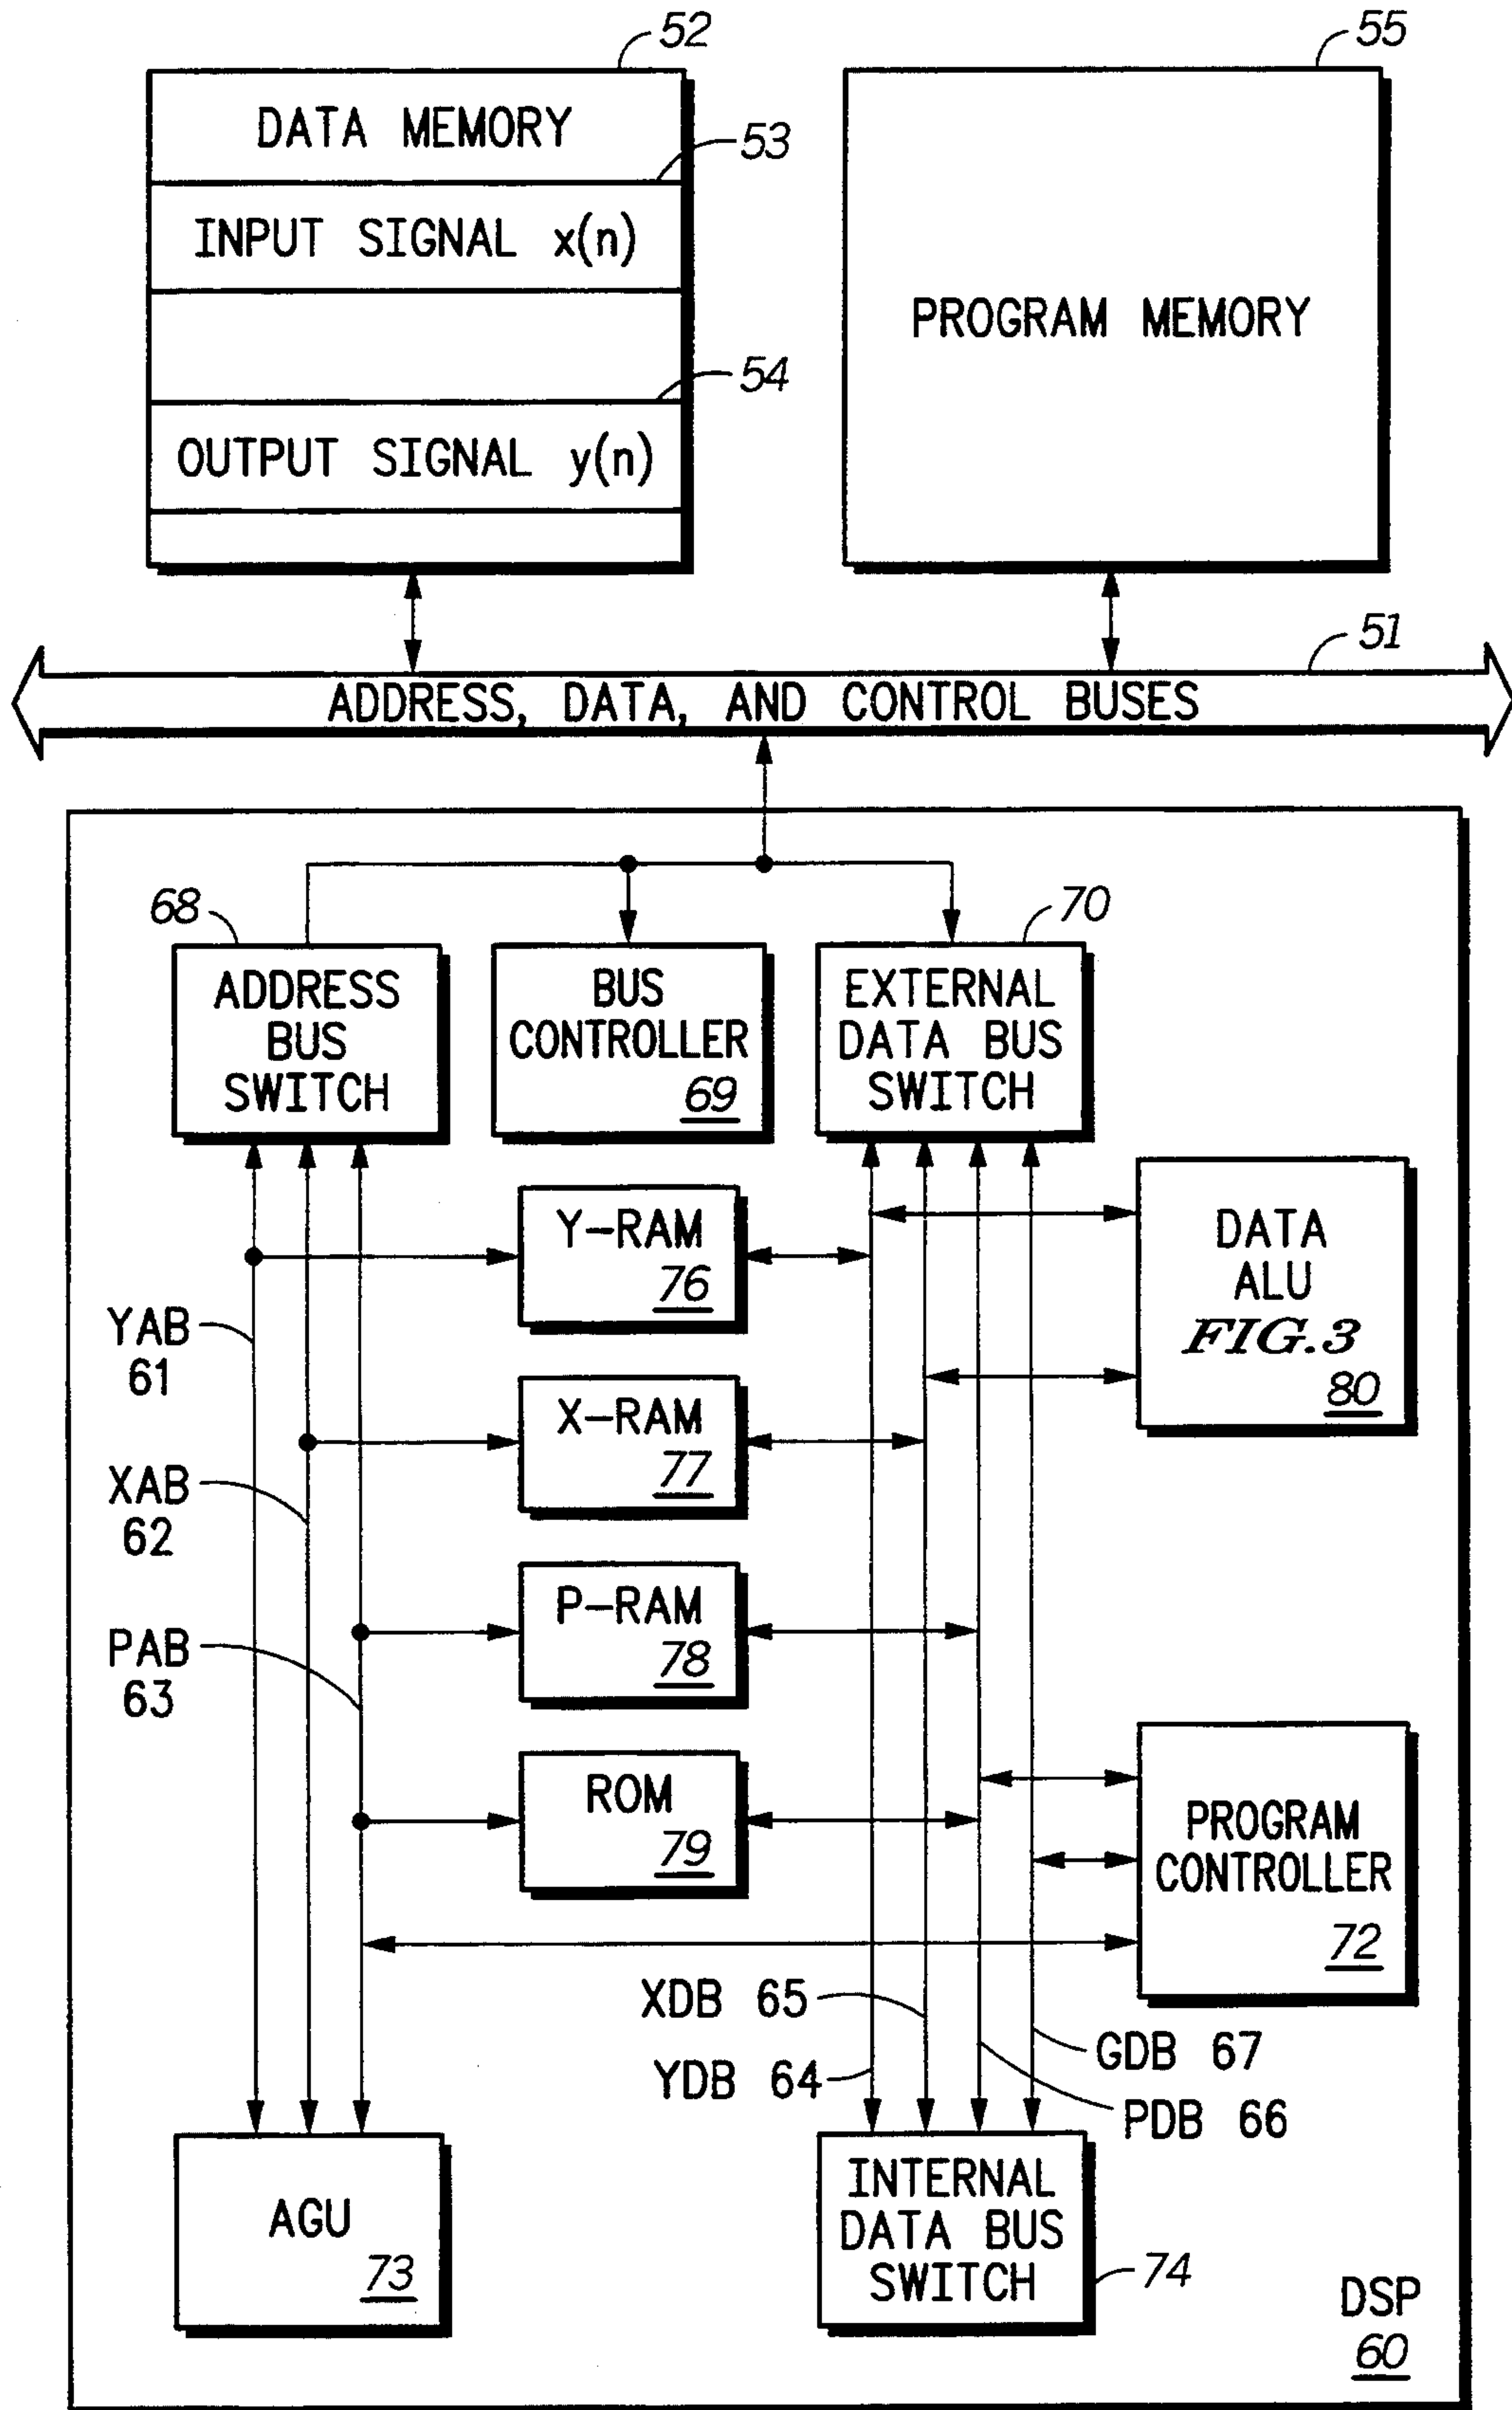 52
55
DATA MEMORY
53
INPUT SIGNAL x(n)
PROGRAM MEMORY
54
OUTPUT SIGNAL y(n)
51
ADDRESS, DATA, AND CONTROL BUSES
68
70
ADDRESS
BUS
SWITCH
BUS
CONTROLLER
69
EXTERNAL
DATA BUS
SWITCH
Y-RAM
76
DATA
ALU
FIG.3
80
YAB
61
X-RAM
77
XAB
62
P-RAM
78
PAB
63
ROM
79
PROGRAM
CONTROLLER
72
XDB 65
GDB 67
YDB 64
PDB 66
AGU
73
INTERNAL
DATA BUS
SWITCH
74
DSP
60